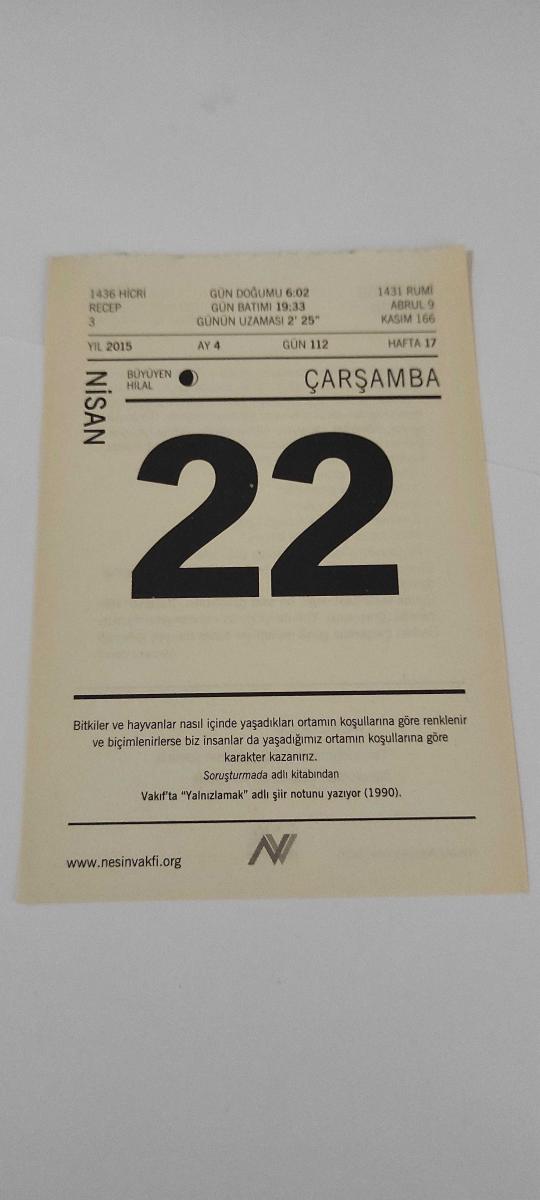 1436 HİCRİ GÜN DOĞUMU 6:02 1431 RUMİ
RECEP GÜN BATIMI 19:33 ABRUL 9
3 GÜNÜN UZAMASI 2' 25" KASIM 166
YIL 2015 AY 4 GÜN 112 HAFTA 17
NİSAN
BÜYÜYEN
HİLAL
ÇARŞAMBA
22
Bitkiler ve hayvanlar nasıl içinde yaşadıkları ortamın koşullarına göre renklenir
ve biçimlenirlerse biz insanlar da yaşadığımız ortamın koşullarına göre
karakter kazanırız.
Soruşturmada adlı kitabından
Vakıf'ta "Yalnızlamak" adlı şiir notunu yazıyor (1990).
www.nesinvakfi.org